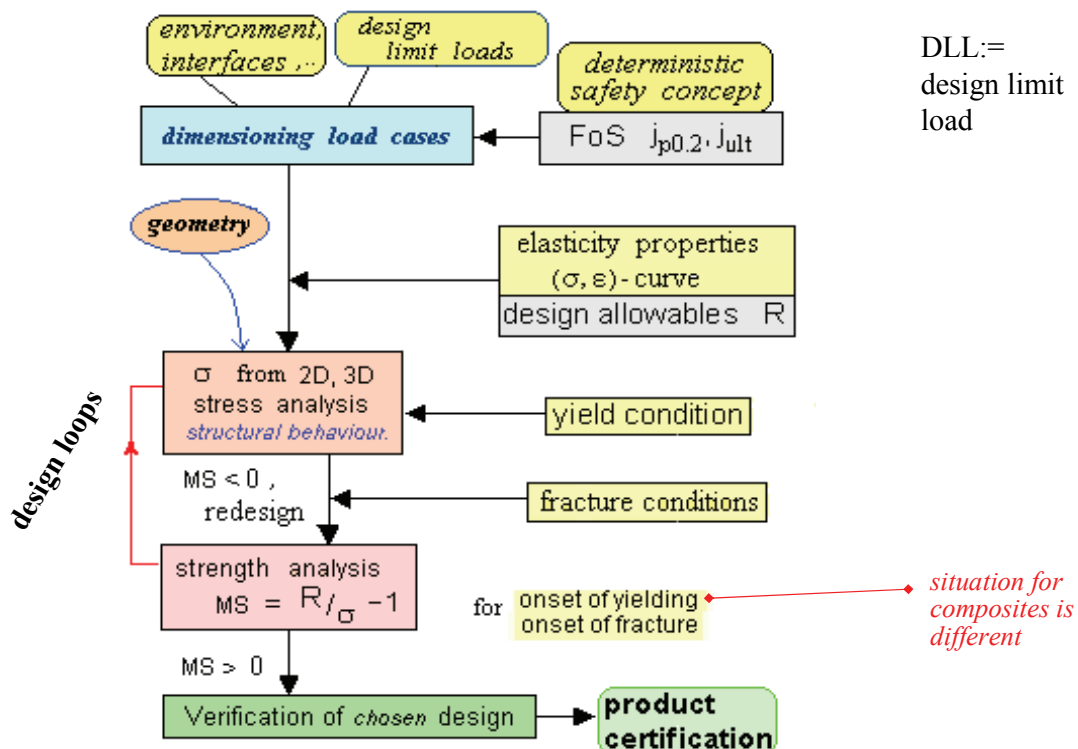 environment,
interfaces ,..
design
limit loads
deterministic
safety concept
DLL:=
design limit
load
dimensioning load cases
FoS jp0.2, jult
geometry
elasticity properties
(σ, ε)- curve
design allowables R
σ from 2D, 3D
stress analysis
structural behaviour.
yield condition
design loops
MS < 0 ,
redesign
fracture conditions
strength analysis
MS = R/σ -1
for
onset of yielding
onset of fracture
situation for
composites is
different
MS > 0
Verification of chosen design
product
certification